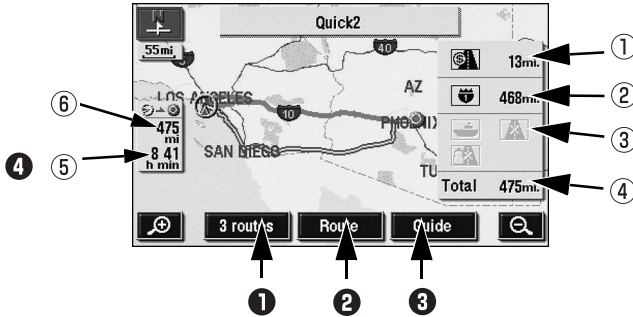 N
Quick2
55mi.
40
13mi.
①
AZ
LOS ANGELES
468mi.
②
10
⑥
475
mi
PHOENIX
③
❹
⑤
8 41
h min
SAN DIEGO
TU
Total 475mi.
④
3 routes
Route
Guide
❶
❷
❸